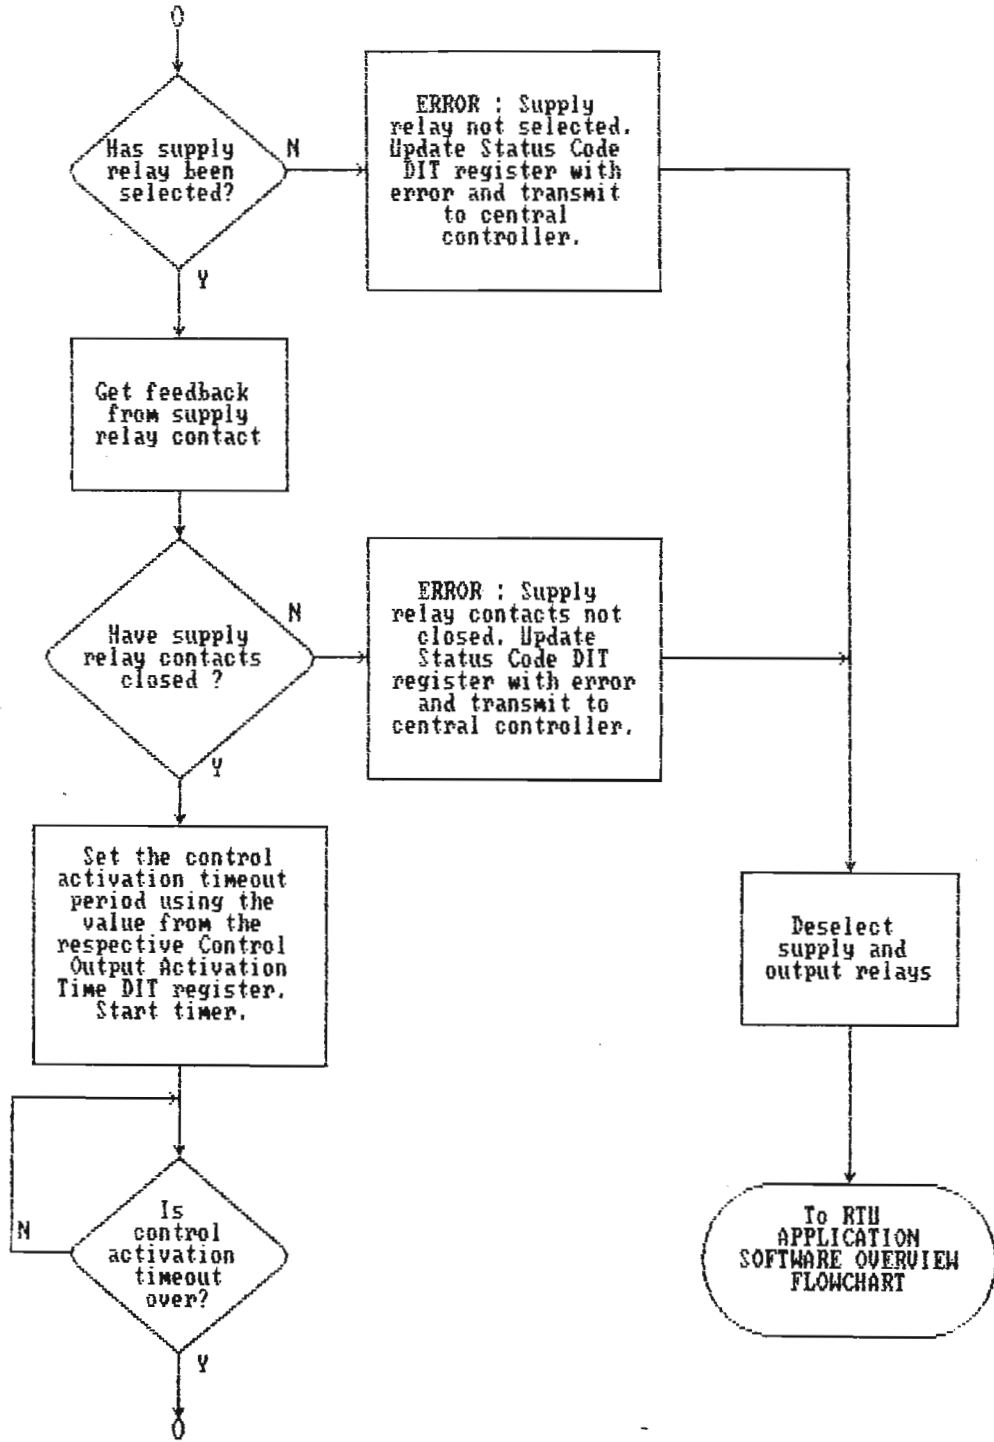 O
Has supply
relay been
selected?
N
Y
ERROR : Supply
relay not selected.
Update Status Code
DIT register with
error and transmit
to central
controller.
Get feedback
from supply
relay contact
Have supply
relay contacts
closed ?
N
Y
ERROR : Supply
relay contacts not
closed. Update
Status Code DIT
register with error
and transmit to
central controller.
Set the control
activation timeout
period using the
value from the
respective Control
Output Activation
Time DIT register.
Start timer.
Deselect
supply and
output relays
Is
control
activation
timeout
over?
N
Y
To RTU
APPLICATION
SOFTWARE OVERVIEW
FLOWCHART
O